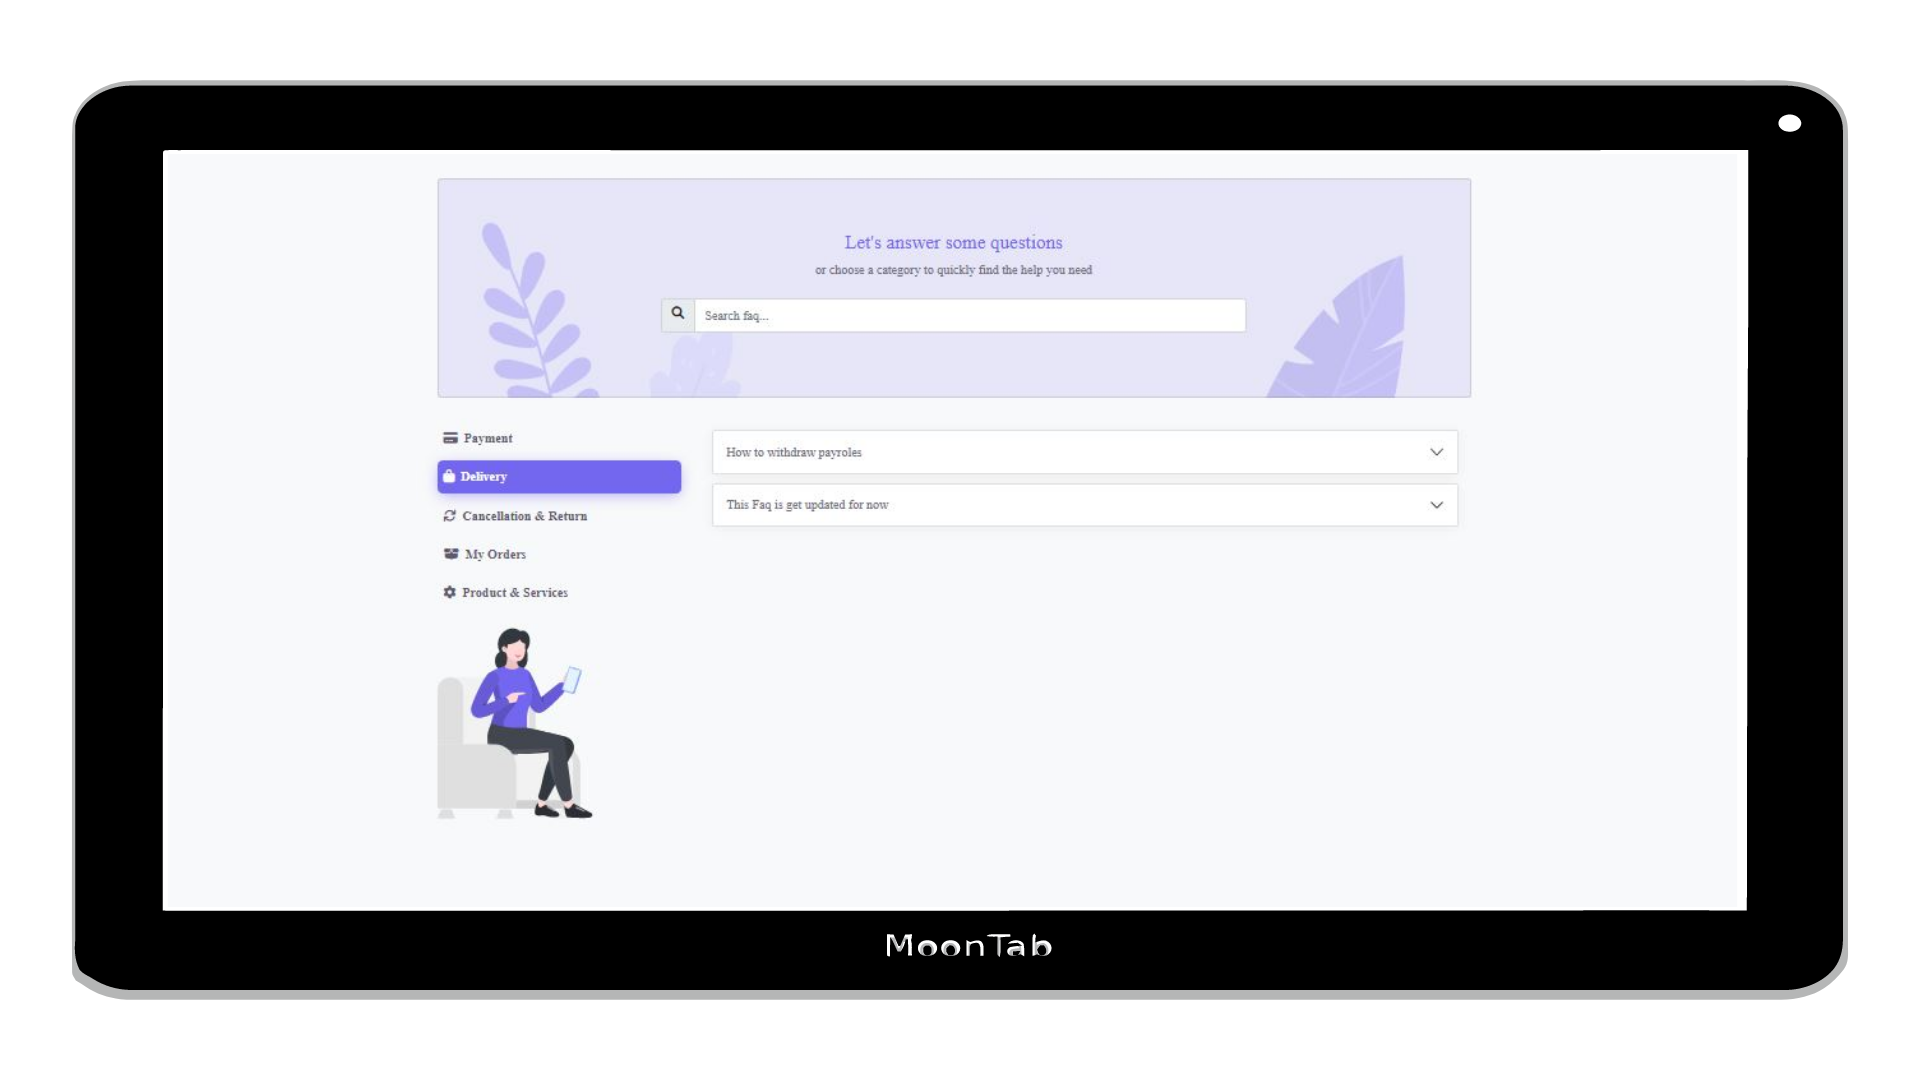 Let's answer some questions
or choose a category to quickly find the help you need
Search faq...
Payment
Delivery
Cancellation & Return
My Orders
Product & Services
How to withdraw payroles
This Faq is get updated for now
MoonTab